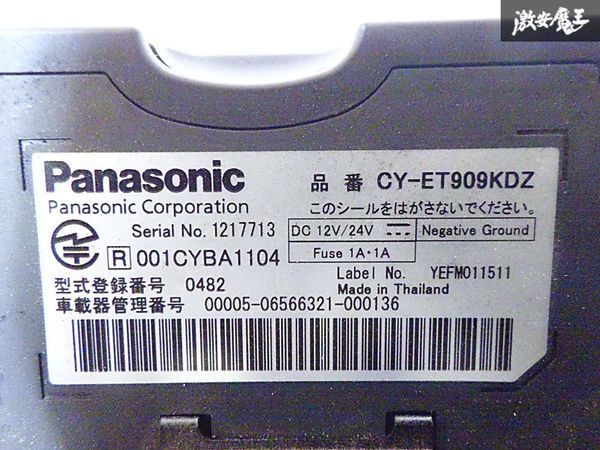 激安魔王
Panasonic 品番 CY-ET909KDZ
Panasonic Corporation このシールをはがさないでください。
Serial No. 1217713 DC 12V/24V Negative Ground
R 001CYBA1104 Fuse 1A・1A
Label No. YEFM011511
型式登録番号 0482 Made in Thailand
車載器管理番号 00005-06566321-000136